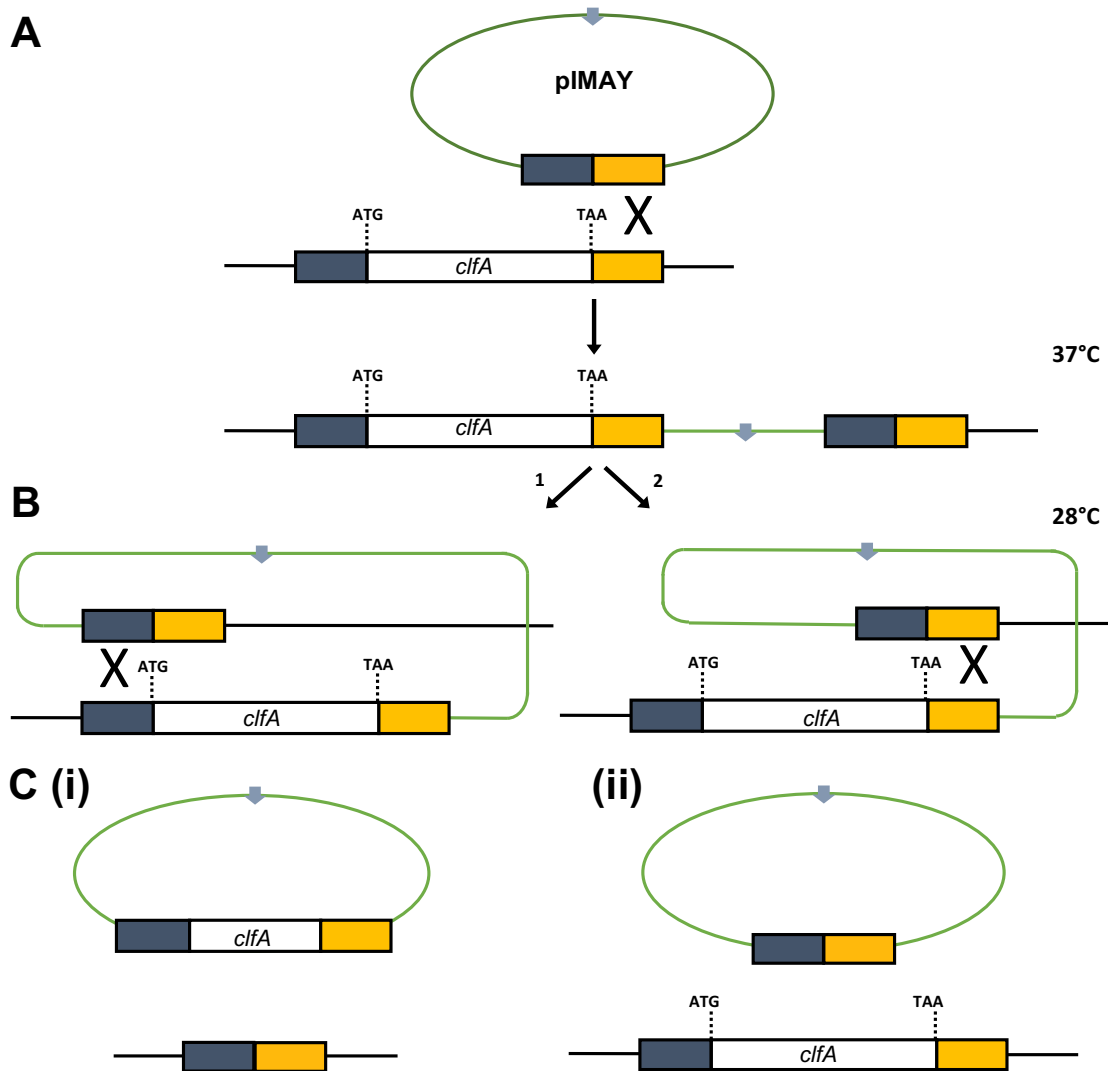 A
pIMAY
ATG TAA X
clfA
37°C
ATG TAA
clfA
1 2
B
28°C
X ATG TAA
clfA
ATG TAA X
clfA
C (i) (ii)
clfA
ATG TAA
clfA